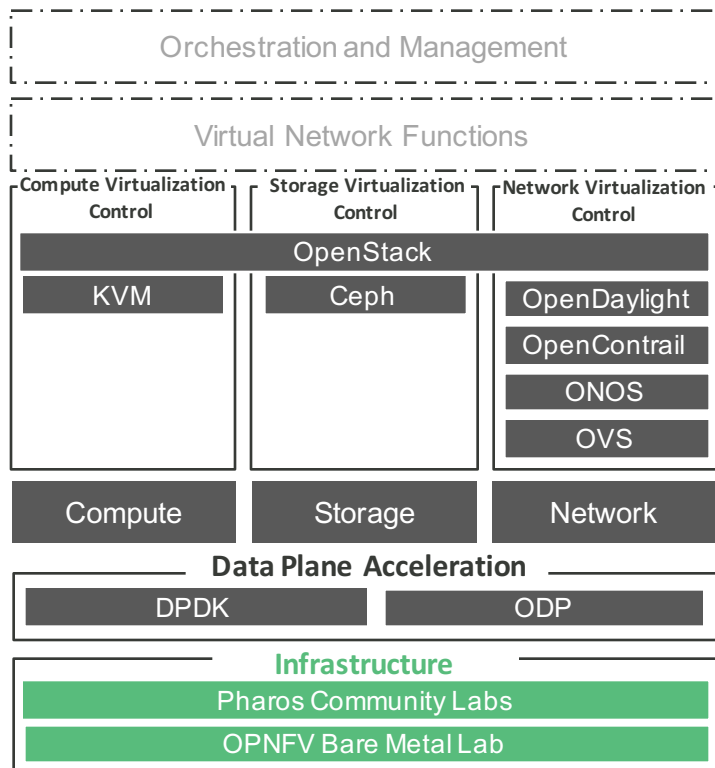 Orchestration and Management
Virtual Network Functions
Compute Virtualization
Control
Storage Virtualization
Control
Network Virtualization
Control
OpenStack
KVM
Ceph
OpenDaylight
OpenContrail
ONOS
OVS
Compute
Storage
Network
Data Plane Acceleration
DPDK
ODP
Infrastructure
Pharos Community Labs
OPNFV Bare Metal Lab